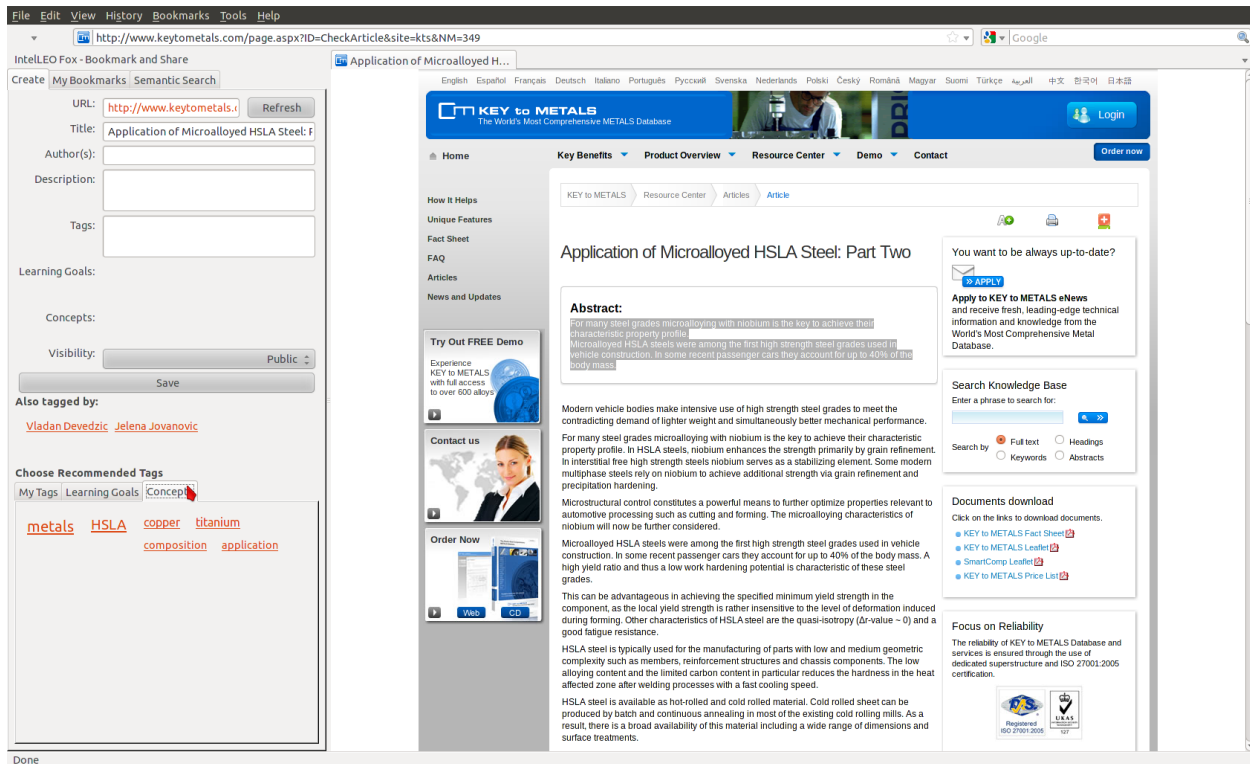 File Edit View History Bookmarks Tools Help
http://www.keytometals.com/page.aspx?ID=CheckArticle&site=kts&NM=349
Google
IntelLEO Fox - Bookmark and Share
Application of Microalloyed H...
Create My Bookmarks Semantic Search
URL: http://www.keytometals.c Refresh
Title: Application of Microalloyed HSLA Steel: P
Author(s):
Description:
Tags:
Learning Goals:
Concepts:
Visibility: Public
Save
Also tagged by:
Vladan Devedzic Jelena Jovanovic
Choose Recommended Tags
My Tags Learning Goals Concept
metals HSLA copper titanium
composition application
Done
English Español Français Deutsch Italiano Português Русский Svenska Nederlands Polski Český Română Magyar Suomi Türkçe العربية 中文 한국어 日本語
KEY to METALS
The World's Most Comprehensive METALS Database
Login
Home
Key Benefits Product Overview Resource Center Demo Contact
Order now
How It Helps
Unique Features
Fact Sheet
FAQ
Articles
News and Updates
Try Out FREE Demo
Experience
KEY to METALS
with full access
to over 600 alloys
Contact us
Order Now
Web CD
KEY to METALS Resource Center Articles Article
Application of Microalloyed HSLA Steel: Part Two
Abstract:
For many steel grades microalloying with niobium is the key to achieve their
characteristic property profile.
Microalloyed HSLA steels were among the first high strength steel grades used in
vehicle construction. In some recent passenger cars they account for up to 40% of the
body mass.
Modern vehicle bodies make intensive use of high strength steel grades to meet the
contradicting demand of lighter weight and simultaneously better mechanical performance.
For many steel grades microalloying with niobium is the key to achieve their characteristic
property profile. In HSLA steels, niobium enhances the strength primarily by grain refinement.
In interstitial free high strength steels niobium serves as a stabilizing element. Some modern
multiphase steels rely on niobium to achieve additional strength via grain refinement and
precipitation hardening.
Microstructural control constitutes a powerful means to further optimize properties relevant to
automotive processing such as cutting and forming. The microalloying characteristics of
niobium will now be further considered.
Microalloyed HSLA steels were among the first high strength steel grades used in vehicle
construction. In some recent passenger cars they account for up to 40% of the body mass. A
high yield ratio and thus a low work hardening potential is characteristic of these steel
grades.
This can be advantageous in achieving the specified minimum yield strength in the
component, as the local yield strength is rather insensitive to the level of deformation induced
during forming. Other characteristics of HSLA steel are the quasi-isotropy (Δr-value ~ 0) and a
good fatigue resistance.
HSLA steel is typically used for the manufacturing of parts with low and medium geometric
complexity such as members, reinforcement structures and chassis components. The low
alloying content and the limited carbon content in particular reduces the hardness in the heat
affected zone after welding processes with a fast cooling speed.
HSLA steel is available as hot-rolled and cold rolled material. Cold rolled sheet can be
produced by batch and continuous annealing in most of the existing cold rolling mills. As a
result, there is a broad availability of this material including a wide range of dimensions and
surface treatments.
You want to be always up-to-date?
APPLY
Apply to KEY to METALS eNews
and receive fresh, leading-edge technical
information and knowledge from the
World's Most Comprehensive Metal
Database.
Search Knowledge Base
Enter a phrase to search for:
Search by Full text Headings
Keywords Abstracts
Documents download
Click on the links to download documents.
KEY to METALS Fact Sheet
KEY to METALS Leaflet
SmartComp Leaflet
KEY to METALS Price List
Focus on Reliability
The reliability of KEY to METALS Database and
services is ensured through the use of
dedicated superstructure and ISO 27001:2005
certification.
Registered
ISO 27001:2005
UKAS
127